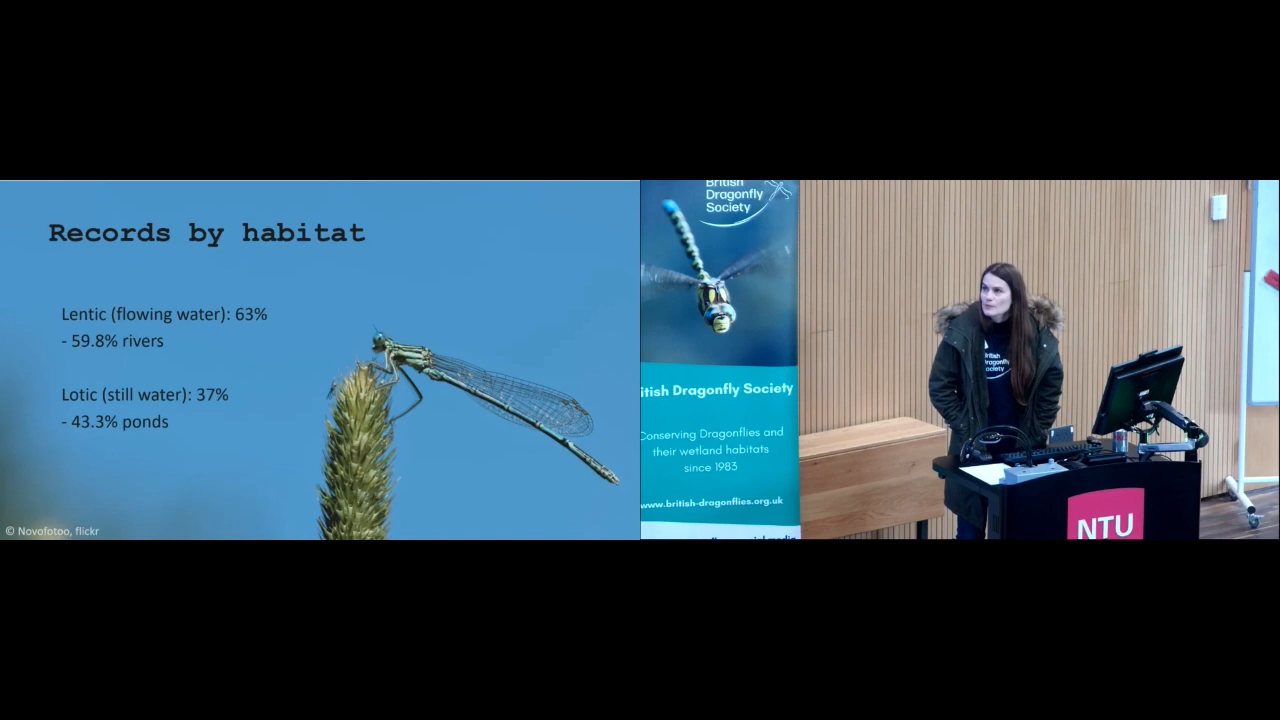 Records by habitat
Lentic (flowing water): 63%
- 59.8% rivers
Lotic (still water): 37%
- 43.3% ponds
© Novofotoo, flickr
British
Dragonfly
Society
itish Dragonfly Society
Conserving Dragonflies and
their wetland habitats
since 1983
www.british-dragonflies.org.uk
British
Dragonfly
Society
NTU